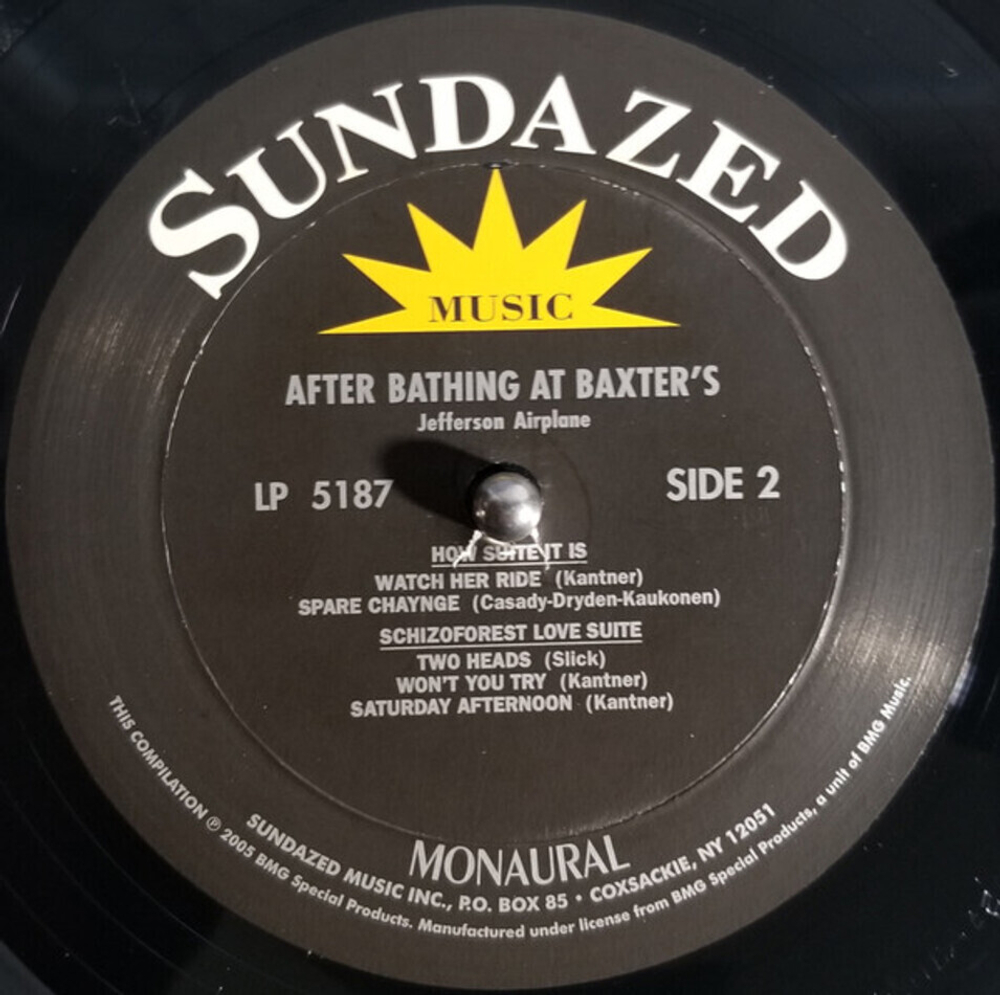 SUNDAZED
MUSIC
AFTER BATHING AT BAXTER'S
Jefferson Airplane
LP 5187
SIDE 2
HOW SUITE IT IS
WATCH HER RIDE (Kantner)
SPARE CHAYNGE (Casady-Dryden-Kaukonen)
SCHIZOFOREST LOVE SUITE
TWO HEADS (Slick)
WON'T YOU TRY (Kantner)
SATURDAY AFTERNOON (Kantner)
MONAURAL
SUNDAZED MUSIC INC., P.O. BOX 85 • COXSACKIE, NY 12051
THIS COMPILATION ℗ 2005 BMG Special Products. Manufactured under license from BMG Special Products, a unit of BMG Music.